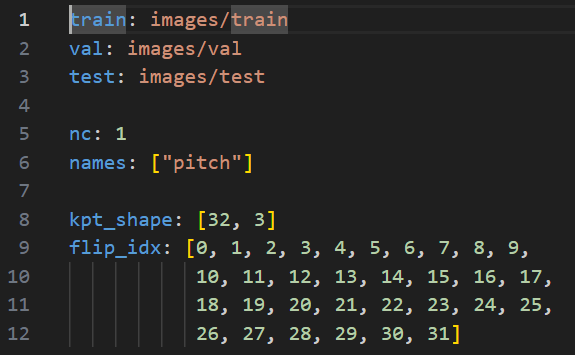 1 train: images/train
2 val: images/val
3 test: images/test
4
5 nc: 1
6 names: ["pitch"]
7
8 kpt_shape: [32, 3]
9 flip_idx: [0, 1, 2, 3, 4, 5, 6, 7, 8, 9,
10 10, 11, 12, 13, 14, 15, 16, 17,
11 18, 19, 20, 21, 22, 23, 24, 25,
12 26, 27, 28, 29, 30, 31]